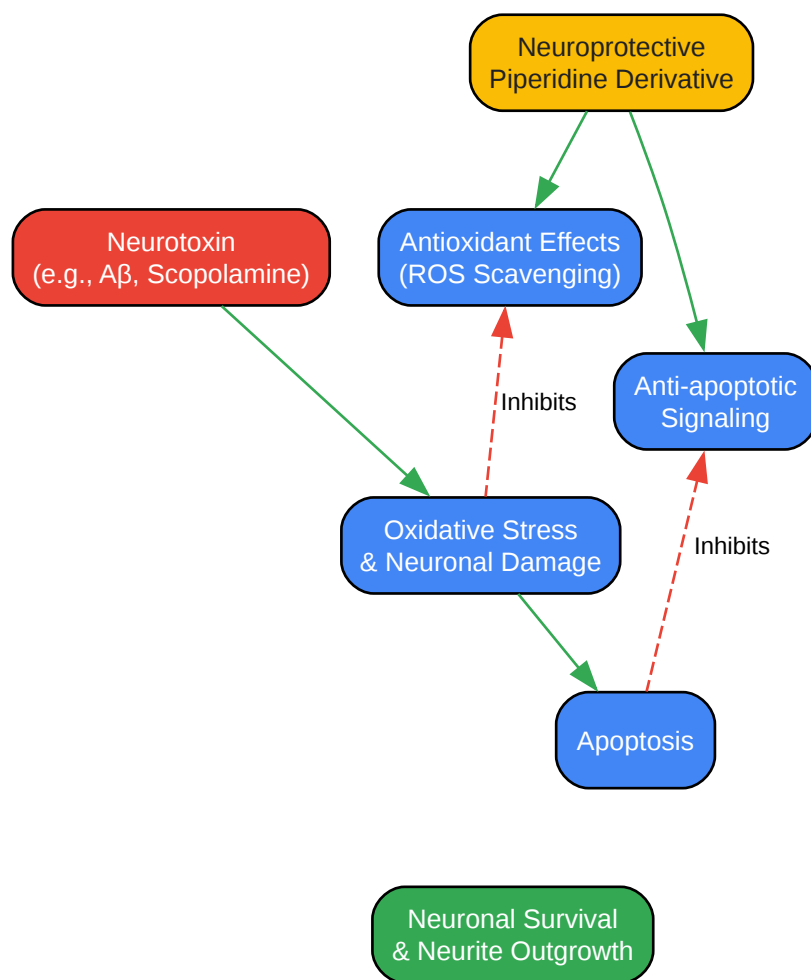 Neuroprotective
Piperidine Derivative
Neurotoxin
(e.g., Aβ, Scopolamine)
Antioxidant Effects
(ROS Scavenging)
Anti-apoptotic
Signaling
Inhibits
Oxidative Stress
& Neuronal Damage
Inhibits
Apoptosis
Neuronal Survival
& Neurite Outgrowth